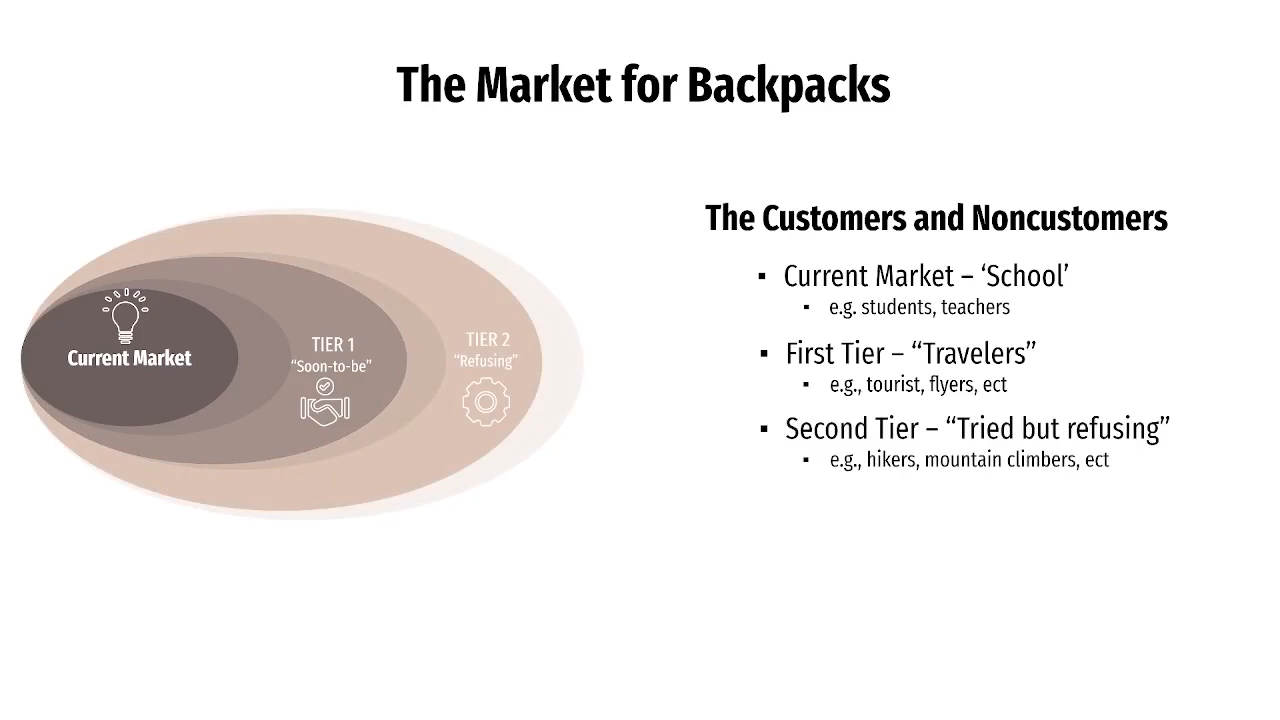 The Market for Backpacks
Current Market
TIER 1
“Soon-to-be”
TIER 2
“Refusing”
The Customers and Noncustomers
▪ Current Market – ‘School’
▪ e.g. students, teachers
▪ First Tier – “Travelers”
▪ e.g., tourist, flyers, ect
▪ Second Tier – “Tried but refusing”
▪ e.g., hikers, mountain climbers, ect